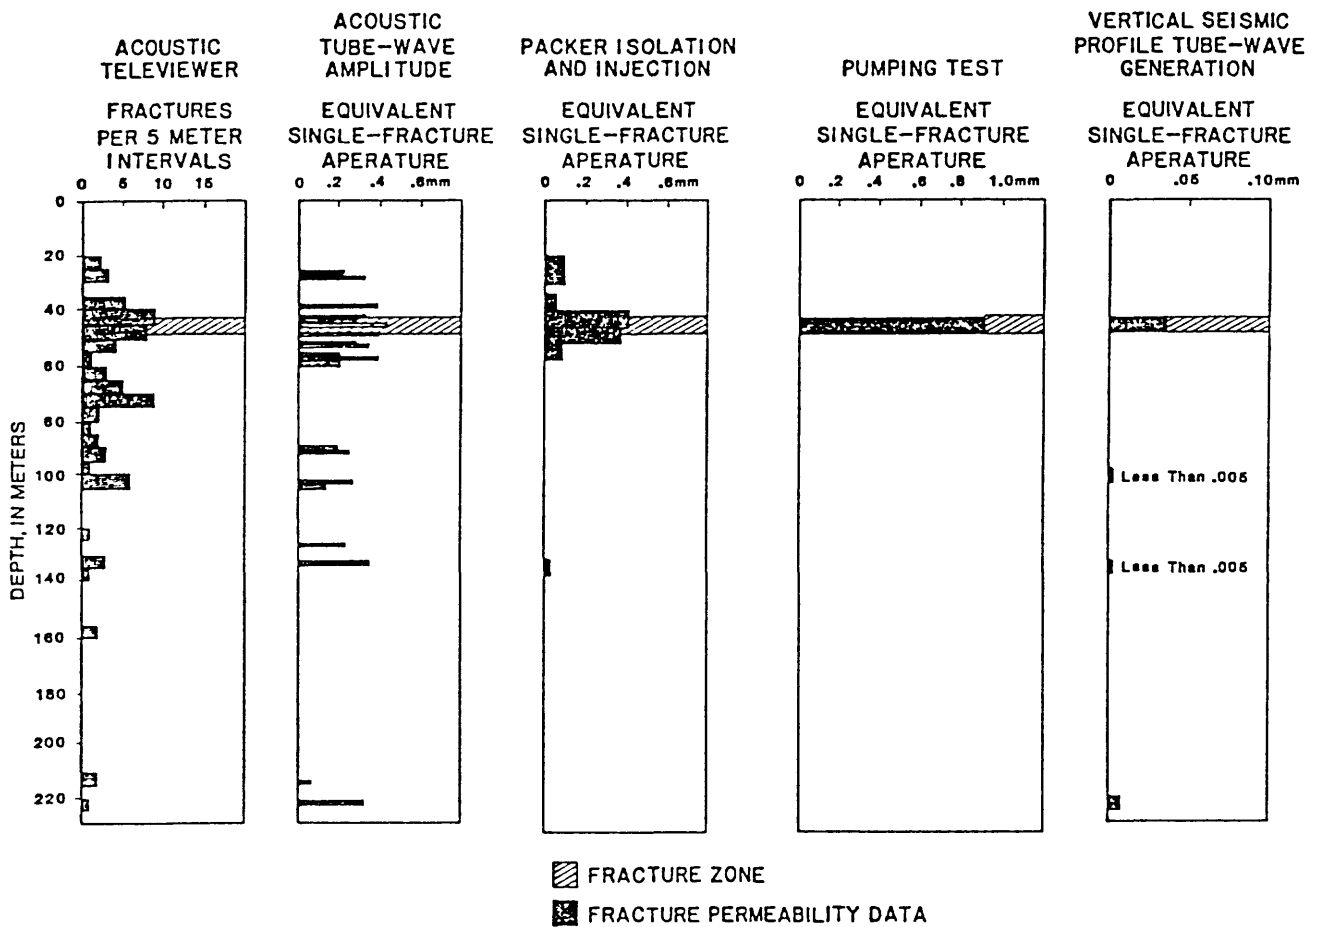 ACOUSTIC
TELEVIEWER
FRACTURES
PER 5 METER
INTERVALS
0 5 10 15
ACOUSTIC
TUBE-WAVE
AMPLITUDE
EQUIVALENT
SINGLE-FRACTURE
APERATURE
0 .2 .4 .6mm
PACKER ISOLATION
AND INJECTION
EQUIVALENT
SINGLE-FRACTURE
APERATURE
0 .2 .4 .6mm
PUMPING TEST
EQUIVALENT
SINGLE-FRACTURE
APERATURE
0 .2 .4 .6 .8 1.0mm
VERTICAL SEISMIC
PROFILE TUBE-WAVE
GENERATION
EQUIVALENT
SINGLE-FRACTURE
APERATURE
0 .05 .10mm
DEPTH, IN METERS
0
20
40
60
80
100
120
140
160
180
200
220
Less Than .005
Less Than .005
FRACTURE ZONE
FRACTURE PERMEABILITY DATA